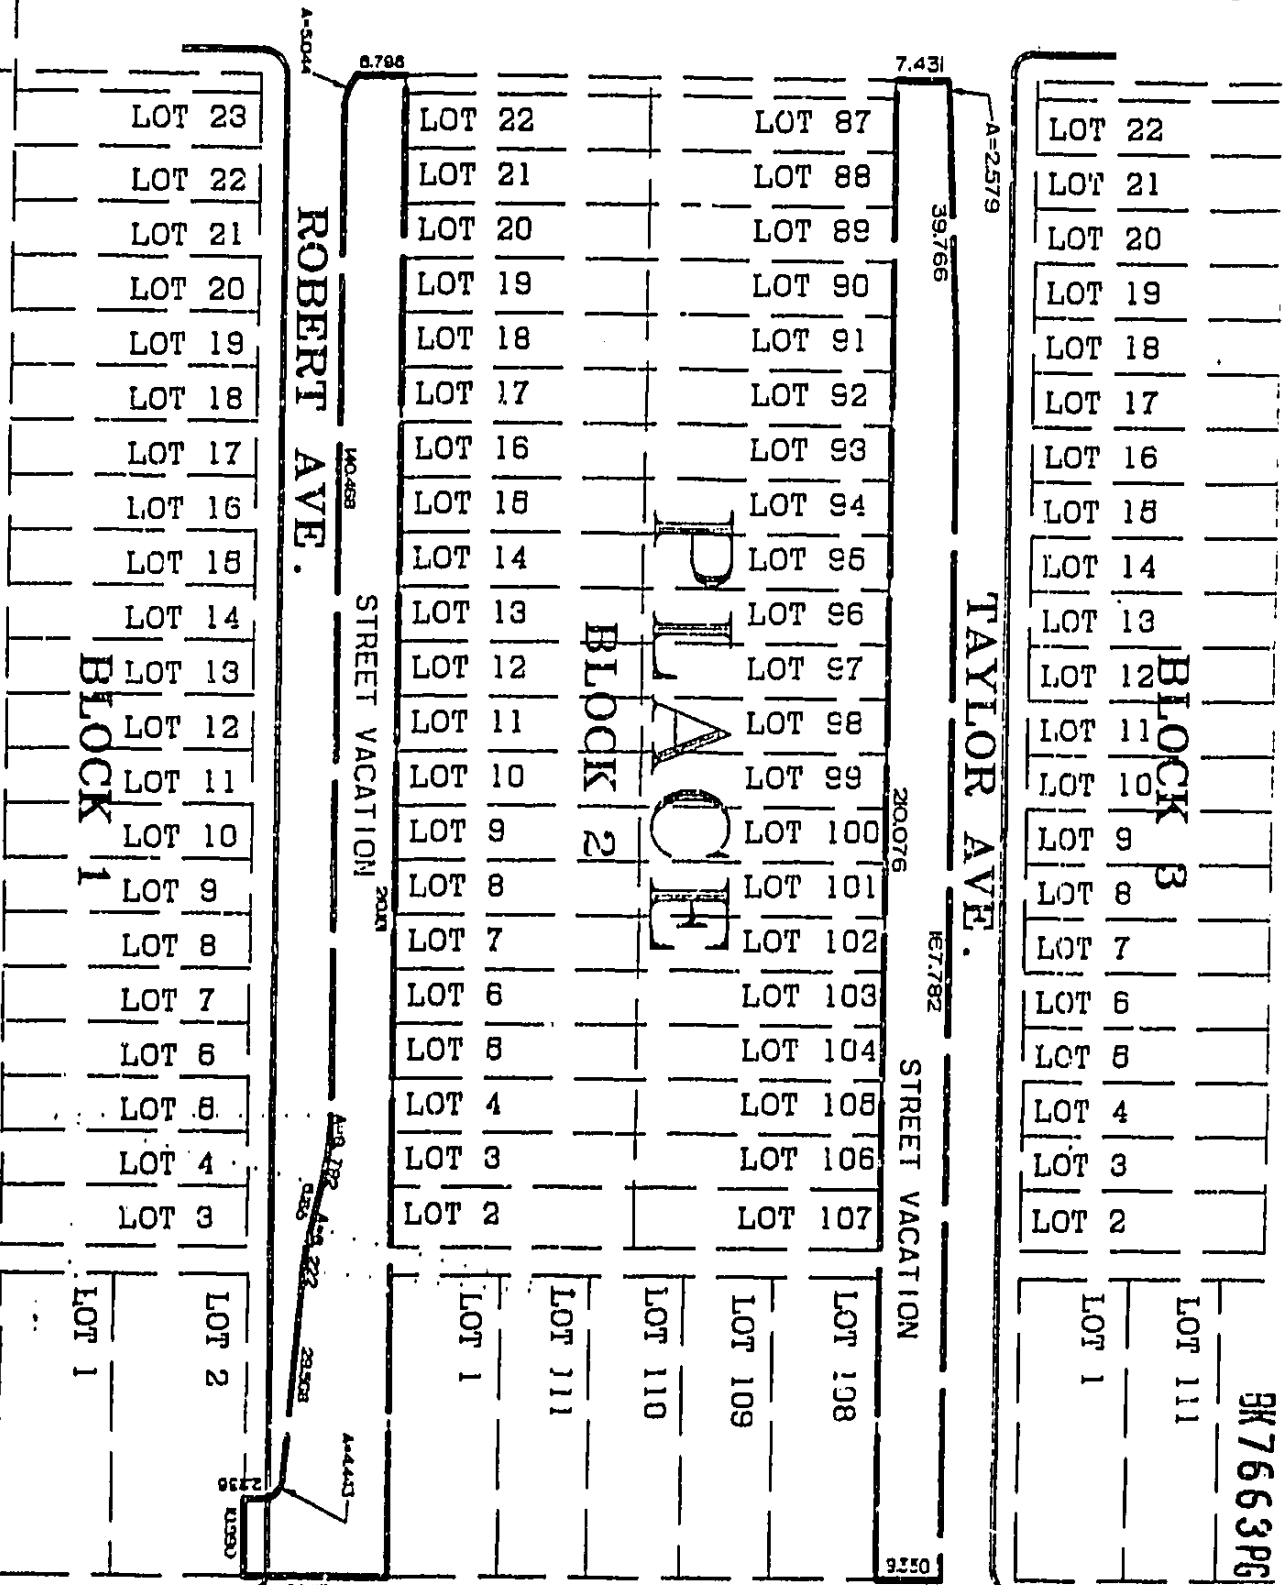 A=5.044
6.796
7.431
A=2.579
39.766
LOT 23
LOT 22
LOT 21
LOT 20
LOT 19
LOT 18
LOT 17
LOT 16
LOT 15
LOT 14
LOT 13
LOT 12
LOT 11
LOT 10
LOT 9
LOT 8
LOT 7
LOT 6
LOT 5
LOT 4
LOT 3
LOT 2
LOT 1
BLOCK 1
ROBERT AVE.
140.468
STREET VACATION
29.508
A=4.443
2.236
LOT 22
LOT 21
LOT 20
LOT 19
LOT 18
LOT 17
LOT 16
LOT 15
LOT 14
LOT 13
LOT 12
LOT 11
LOT 10
LOT 9
LOT 8
LOT 7
LOT 6
LOT 5
LOT 4
LOT 3
LOT 2
LOT 1
LOT 111
LOT 110
LOT 109
LOT 108
BLOCK 2
PLACE
LOT 87
LOT 88
LOT 89
LOT 90
LOT 91
LOT 92
LOT 93
LOT 94
LOT 95
LOT 96
LOT 97
LOT 98
LOT 99
LOT 100
LOT 101
LOT 102
LOT 103
LOT 104
LOT 105
LOT 106
LOT 107
210.076
167.782
STREET VACATION
TAYLOR AVE.
LOT 22
LOT 21
LOT 20
LOT 19
LOT 18
LOT 17
LOT 16
LOT 15
LOT 14
LOT 13
LOT 12
LOT 11
LOT 10
LOT 9
LOT 8
LOT 7
LOT 6
LOT 5
LOT 4
LOT 3
LOT 2
LOT 1
LOT 111
BLOCK 3
BK7663PG